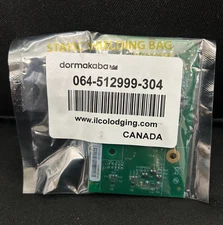 STATIC SHIELDING BAG
dormakaba
064-512999-304
www.ilcolodging.com
CANADA